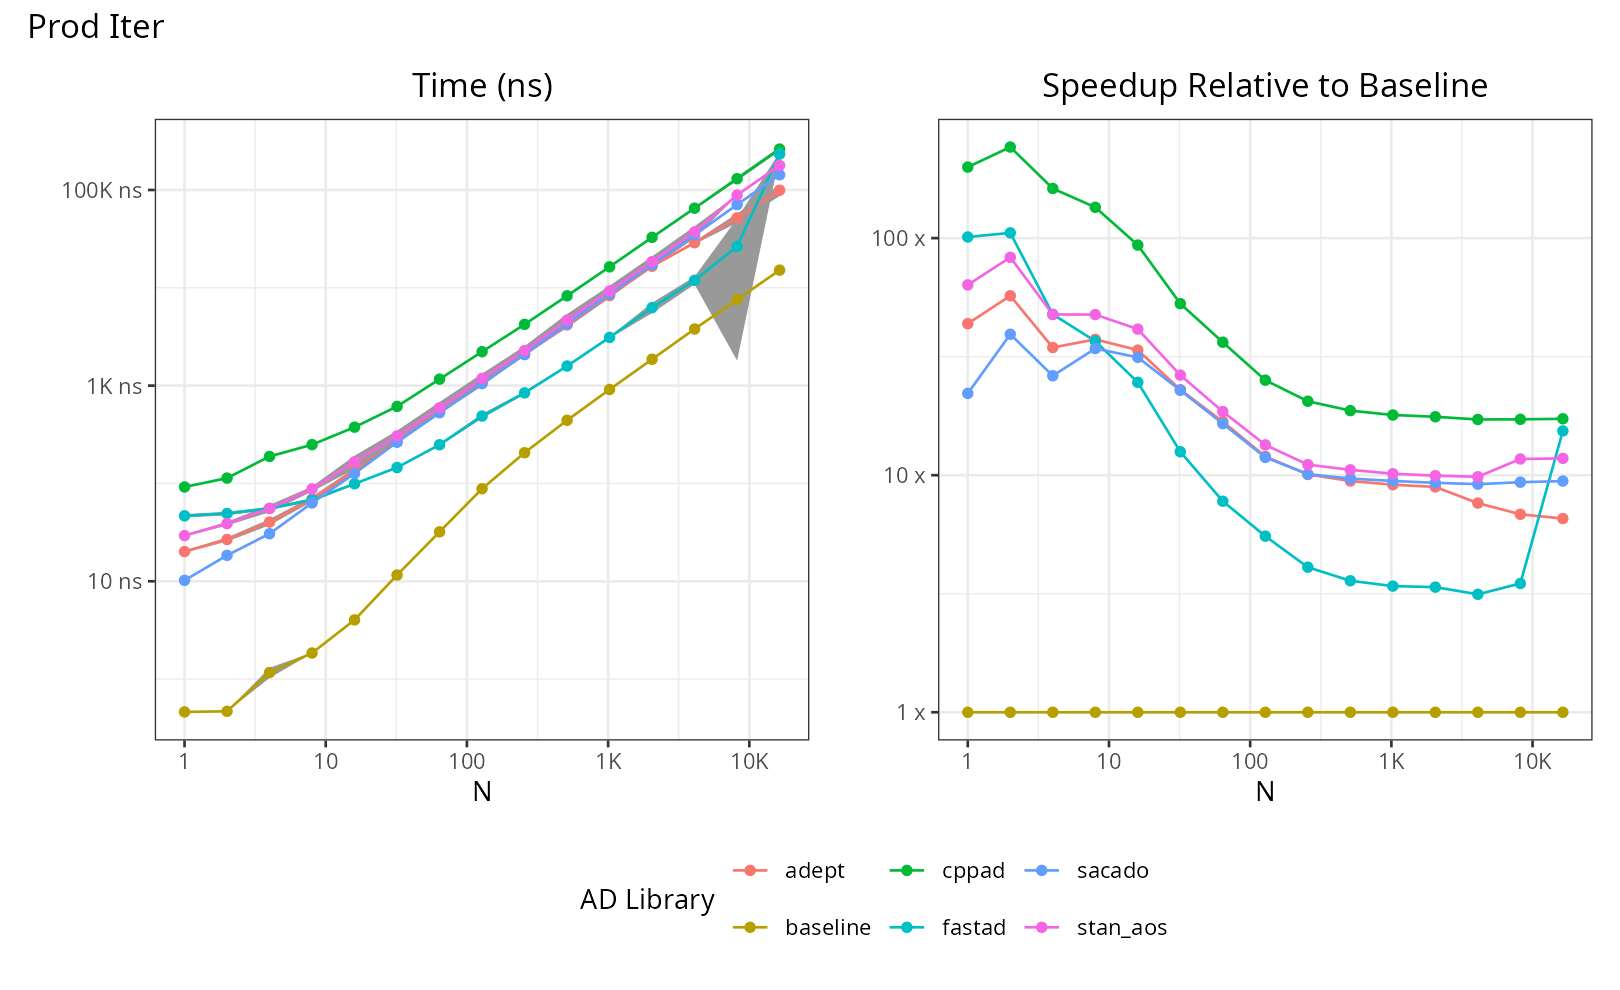 Prod Iter
Time (ns)
100K ns
1K ns
10 ns
1 10 100 1K 10K
N
Speedup Relative to Baseline
100 x
10 x
1 x
1 10 100 1K 10K
N
AD Library
adept cppad sacado
baseline fastad stan_aos